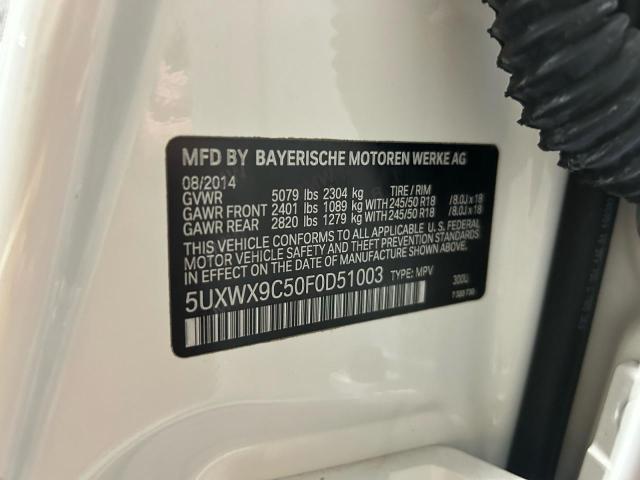 MFD BY BAYERISCHE MOTOREN WERKE AG
08/2014
GVWR 5079 lbs 2304 kg TIRE / RIM
GAWR FRONT 2401 lbs 1089 kg WITH 245/50 R18 /8.0J x 18
GAWR REAR 2820 lbs 1279 kg WITH 245/50 R18 /8.0J x 18
THIS VEHICLE CONFORMS TO ALL APPLICABLE U.S. FEDERAL
MOTOR VEHICLE SAFETY AND THEFT PREVENTION STANDARDS
IN EFFECT ON THE DATE OF MANUFACTURE SHOWN ABOVE.
5UXWX9C50F0D51003 TYPE: MPV 300U